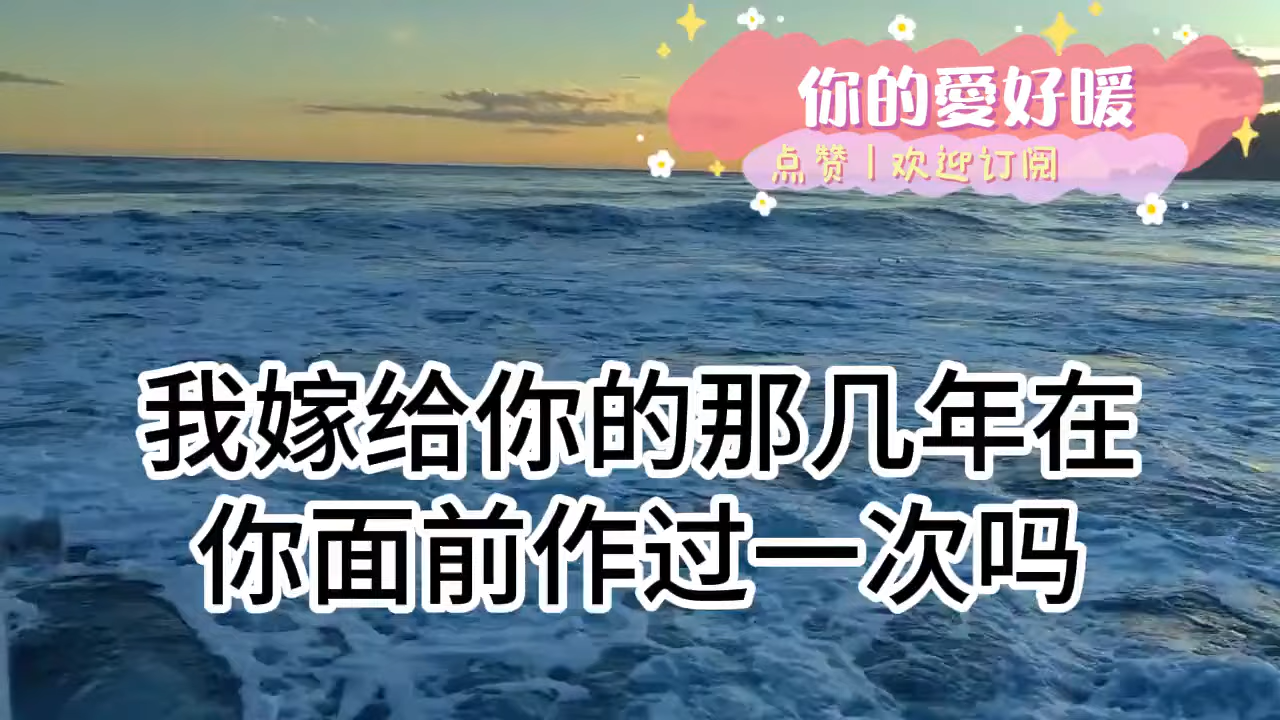 你的愛好暖
点赞|欢迎订阅
我嫁给你的那几年在
你面前作过一次吗